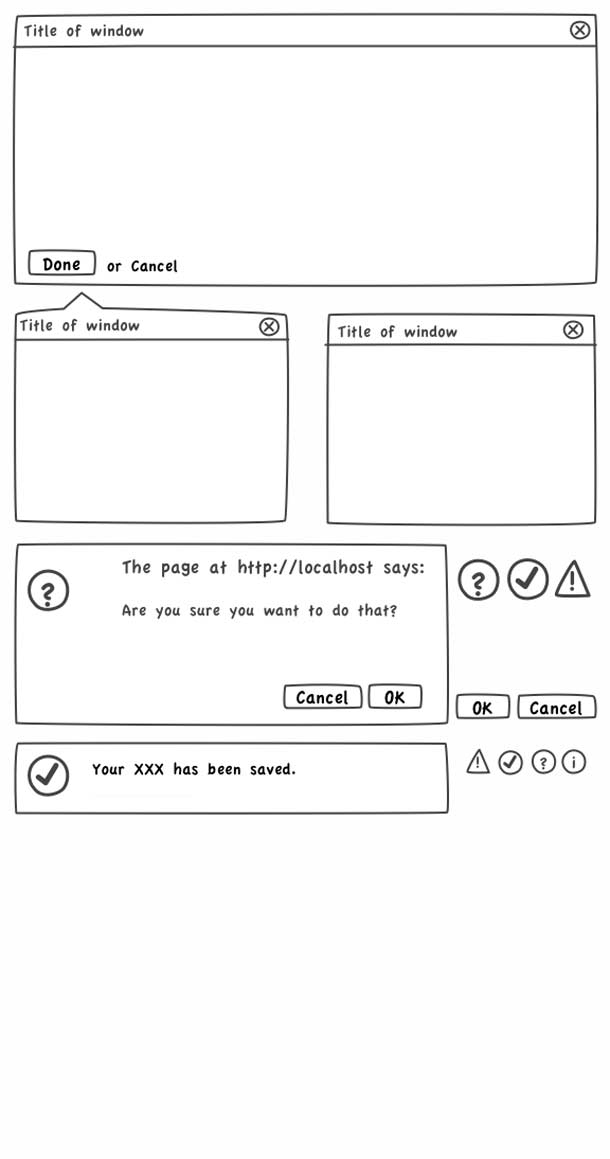 Title of window
Done or Cancel
Title of window
Title of window
The page at http://localhost says:
Are you sure you want to do that?
Cancel OK
OK Cancel
Your XXX has been saved.